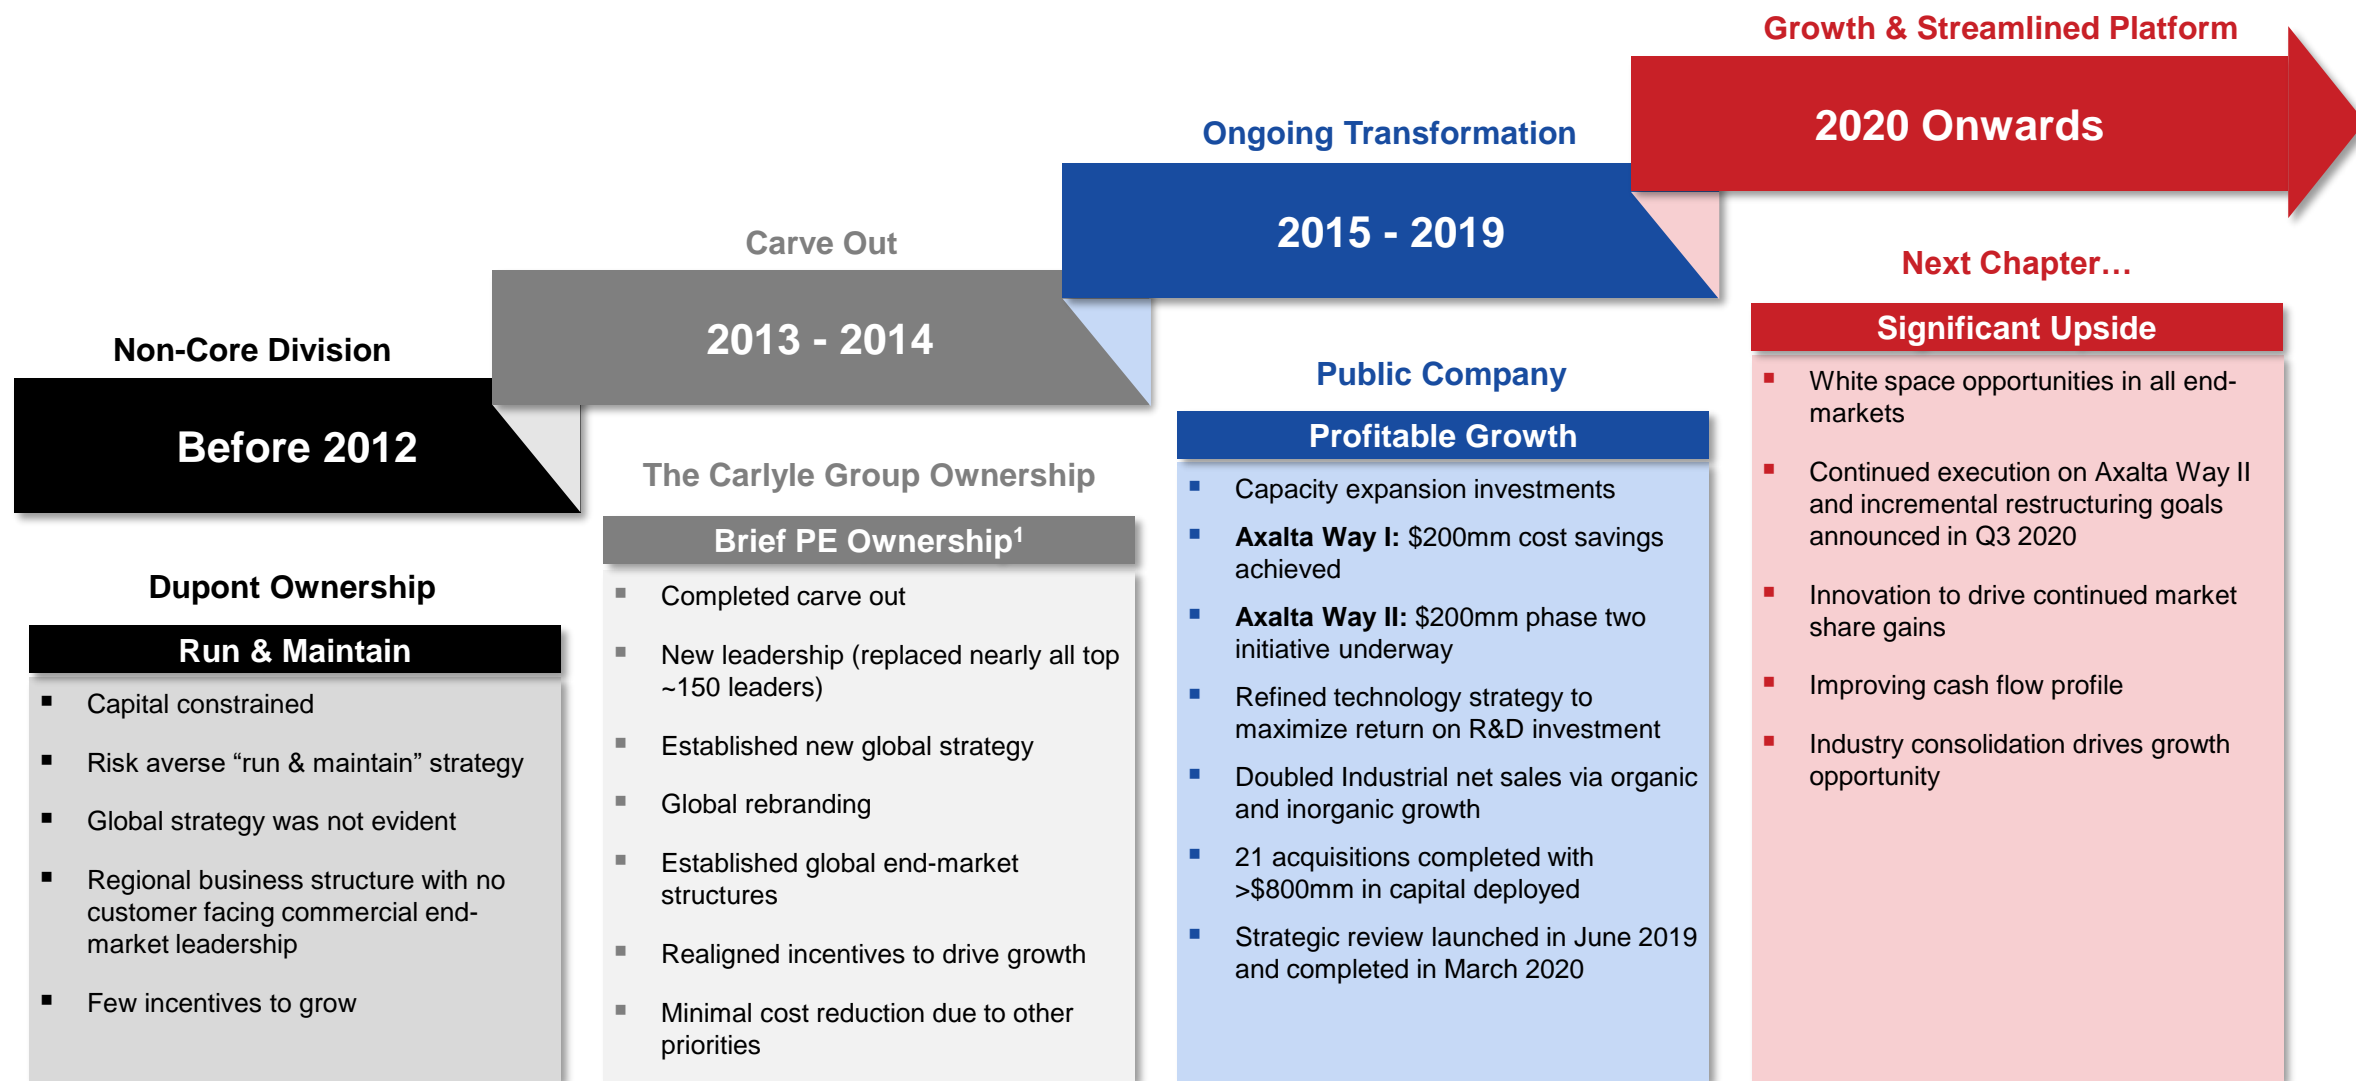 Non-Core Division
Before 2012
Dupont Ownership
Run & Maintain
▪ Capital constrained
▪ Risk averse “run & maintain” strategy
▪ Global strategy was not evident
▪ Regional business structure with no
customer facing commercial end-
market leadership
▪ Few incentives to grow
Carve Out
2013 - 2014
The Carlyle Group Ownership
Brief PE Ownership¹
▪ Completed carve out
▪ New leadership (replaced nearly all top
~150 leaders)
▪ Established new global strategy
▪ Global rebranding
▪ Established global end-market
structures
▪ Realigned incentives to drive growth
▪ Minimal cost reduction due to other
priorities
Ongoing Transformation
2015 - 2019
Public Company
Profitable Growth
▪ Capacity expansion investments
▪ Axalta Way I: $200mm cost savings
achieved
▪ Axalta Way II: $200mm phase two
initiative underway
▪ Refined technology strategy to
maximize return on R&D investment
▪ Doubled Industrial net sales via organic
and inorganic growth
▪ 21 acquisitions completed with
>$800mm in capital deployed
▪ Strategic review launched in June 2019
and completed in March 2020
Growth & Streamlined Platform
2020 Onwards
Next Chapter…
Significant Upside
▪ White space opportunities in all end-
markets
▪ Continued execution on Axalta Way II
and incremental restructuring goals
announced in Q3 2020
▪ Innovation to drive continued market
share gains
▪ Improving cash flow profile
▪ Industry consolidation drives growth
opportunity